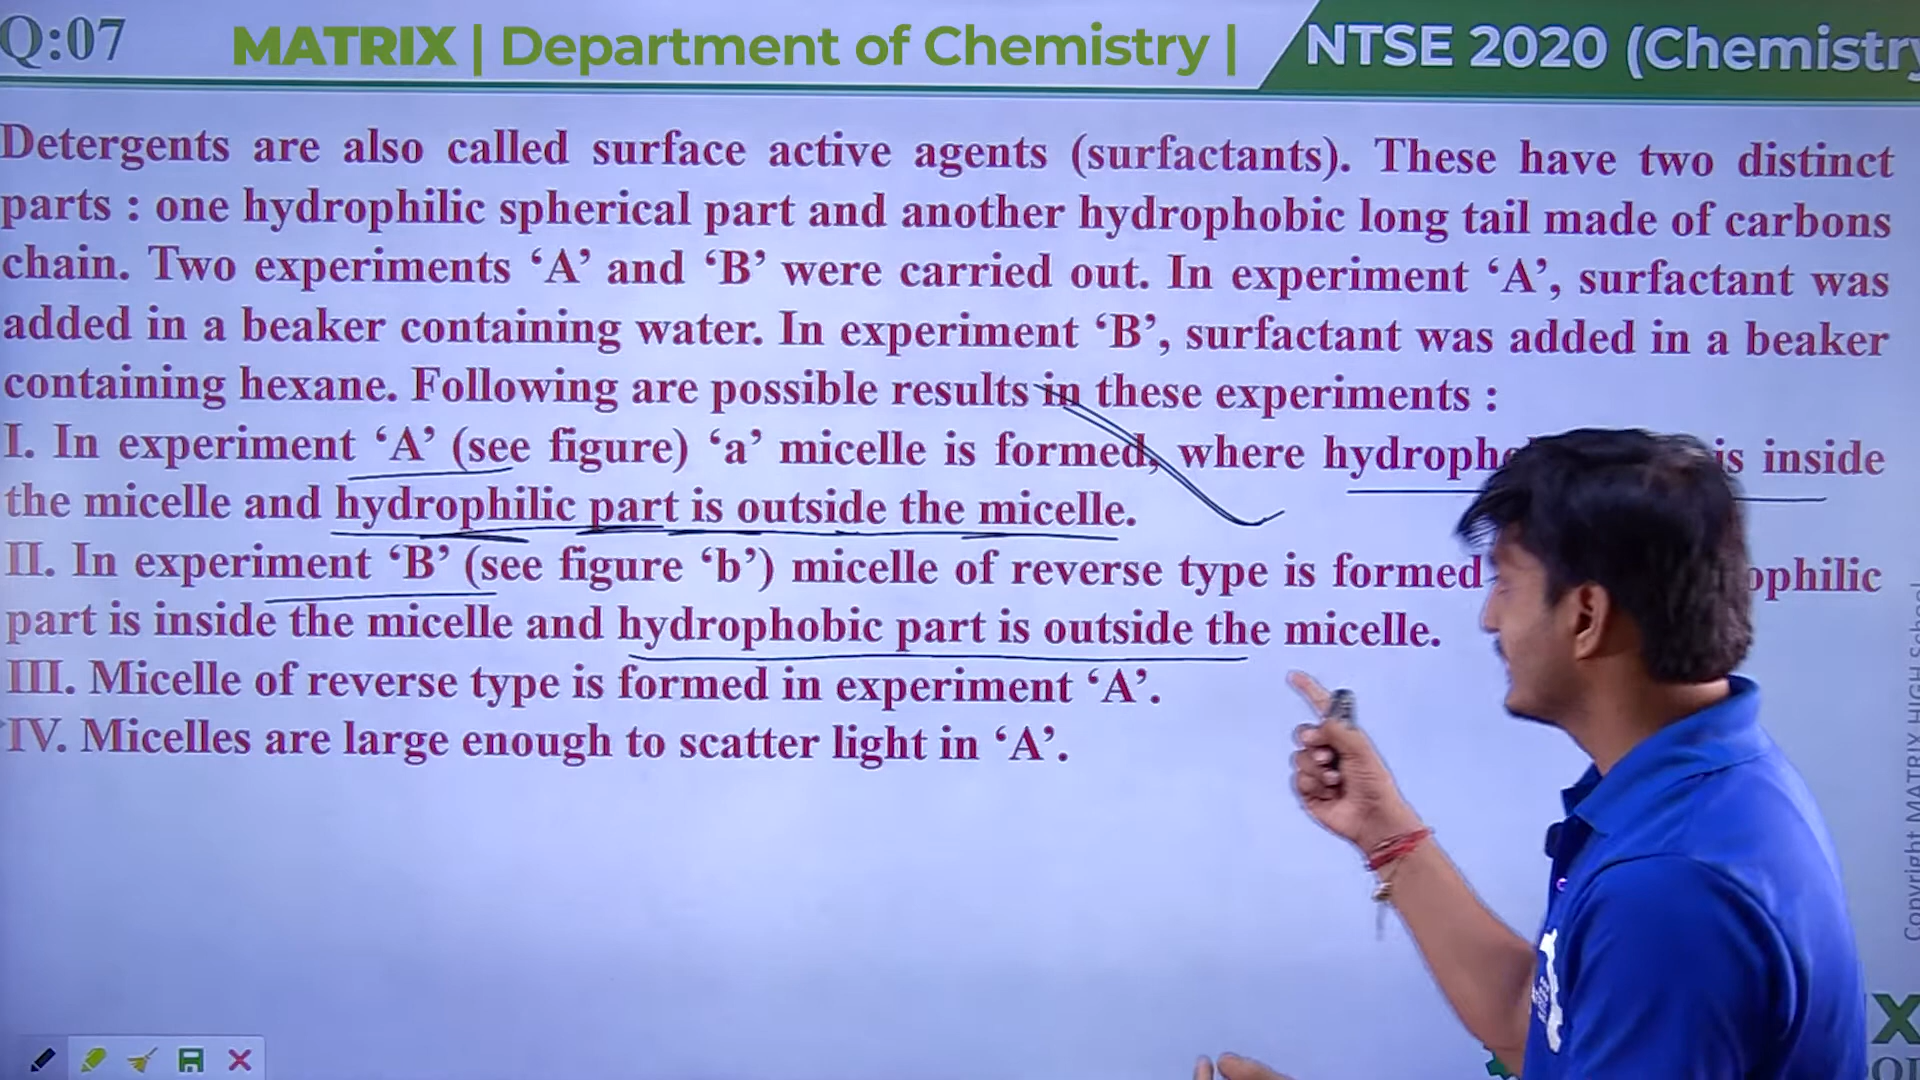 Q:07 MATRIX | Department of Chemistry | NTSE 2020 (Chemistry
Detergents are also called surface active agents (surfactants). These have two distinct
parts : one hydrophilic spherical part and another hydrophobic long tail made of carbons
chain. Two experiments ‘A’ and ‘B’ were carried out. In experiment ‘A’, surfactant was
added in a beaker containing water. In experiment ‘B’, surfactant was added in a beaker
containing hexane. Following are possible results in these experiments :
I. In experiment ‘A’ (see figure) ‘a’ micelle is formed, where is inside
the micelle and hydrophilic part is outside the micelle.
II. In experiment ‘B’ (see figure ‘b’) micelle of reverse type is formed ophilic
part is inside the micelle and hydrophobic part is outside the micelle.
III. Micelle of reverse type is formed in experiment ‘A’.
IV. Micelles are large enough to scatter light in ‘A’.
Copyright MATRIX HIGH School
X